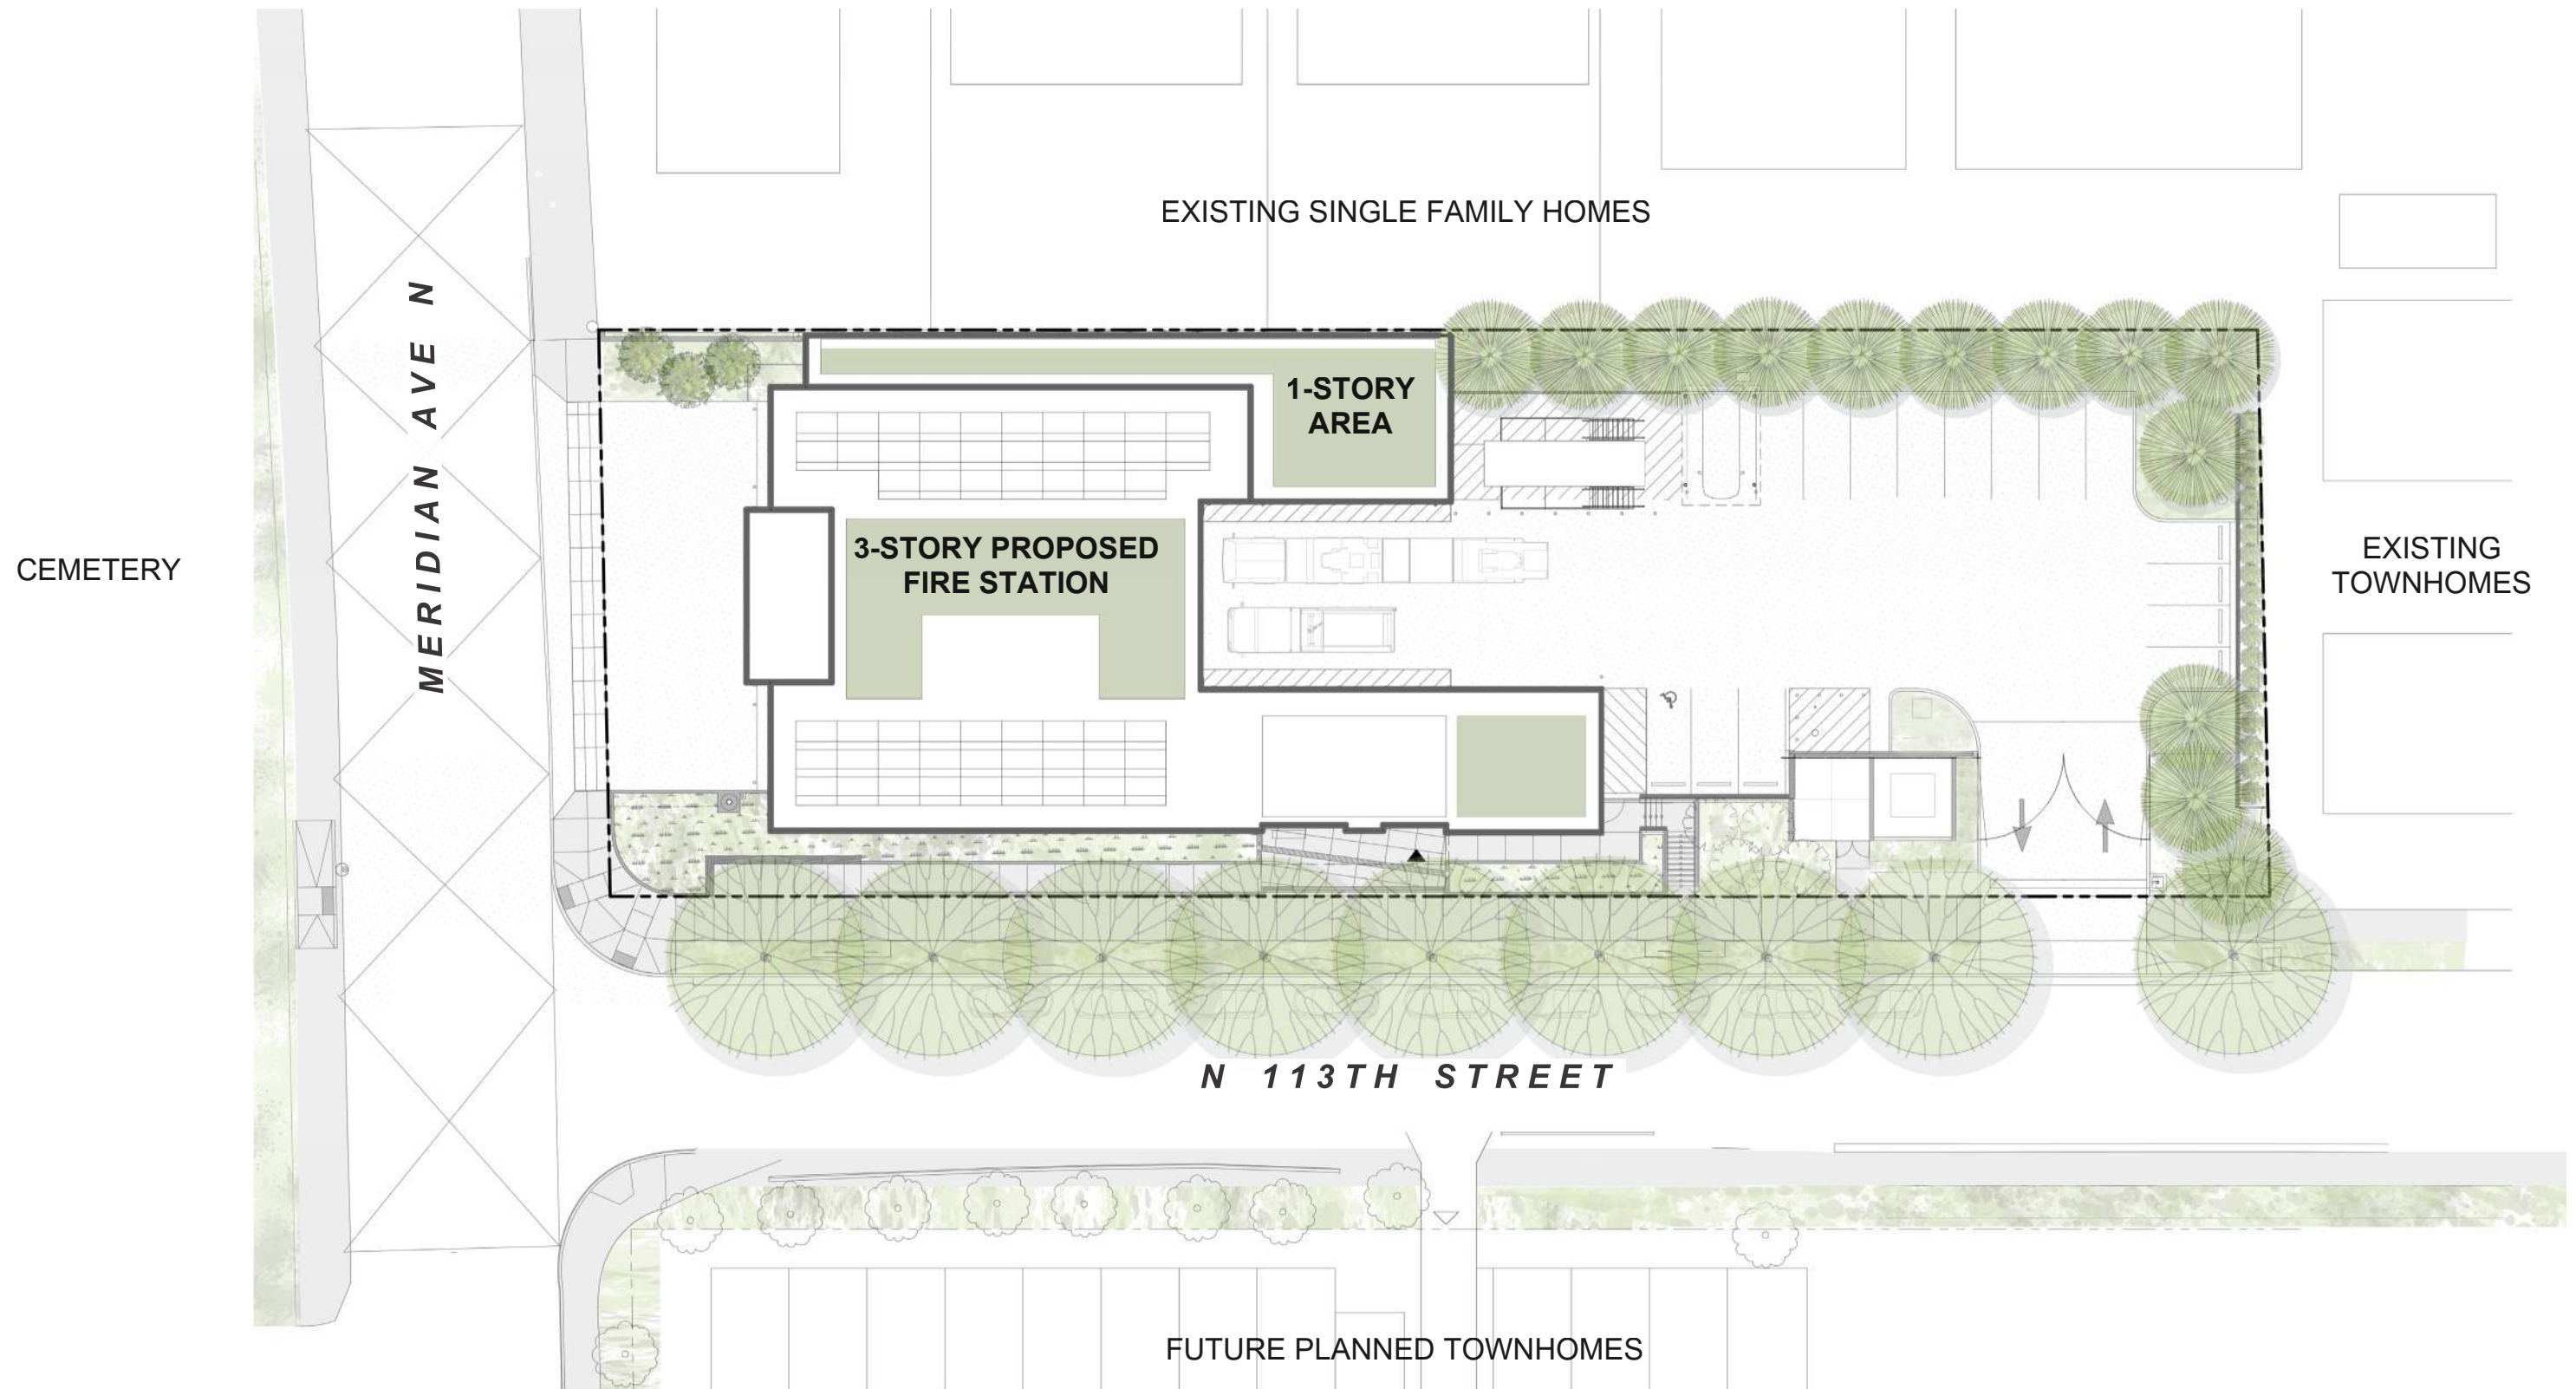 EXISTING SINGLE FAMILY HOMES
MERIDIAN AVE N
1-STORY
AREA
3-STORY PROPOSED
FIRE STATION
CEMETERY
EXISTING
TOWNHOMES
N 113TH STREET
FUTURE PLANNED TOWNHOMES